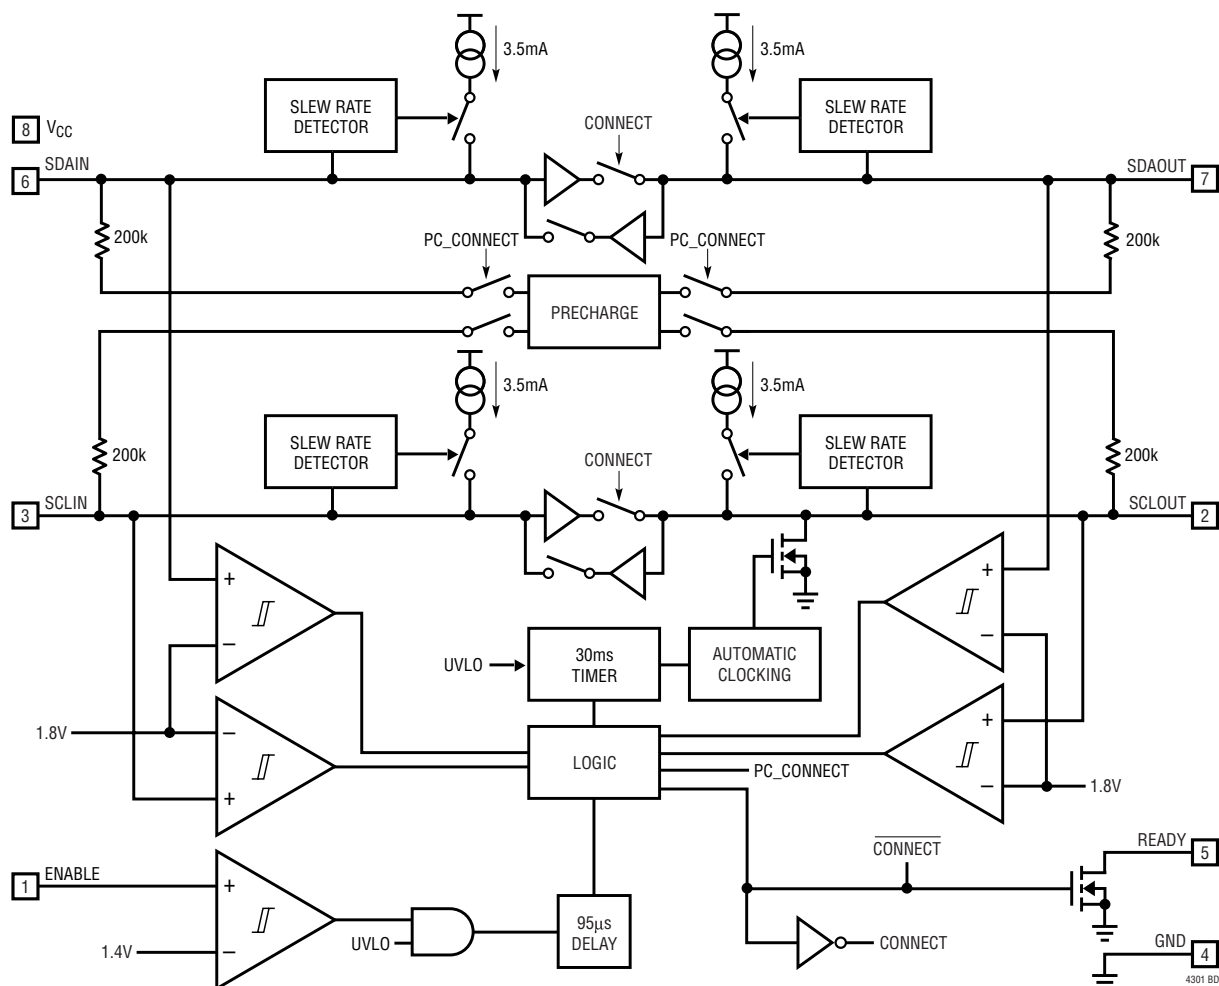 3.5mA
3.5mA
SLEW RATE
DETECTOR
SLEW RATE
DETECTOR
8 VCC
CONNECT
6 SDAIN
SDAOUT 7
200k
PC_CONNECT
PC_CONNECT
200k
PRECHARGE
3.5mA
3.5mA
SLEW RATE
DETECTOR
SLEW RATE
DETECTOR
200k
CONNECT
200k
3 SCLIN
SCLOUT 2
+
+
−
−
UVLO
30ms
TIMER
AUTOMATIC
CLOCKING
1.8V
−
+
LOGIC
PC_CONNECT
+
−
1.8V
CONNECT
READY 5
1 ENABLE
+
−
1.4V
UVLO
95µs
DELAY
CONNECT
GND 4
4301 BD